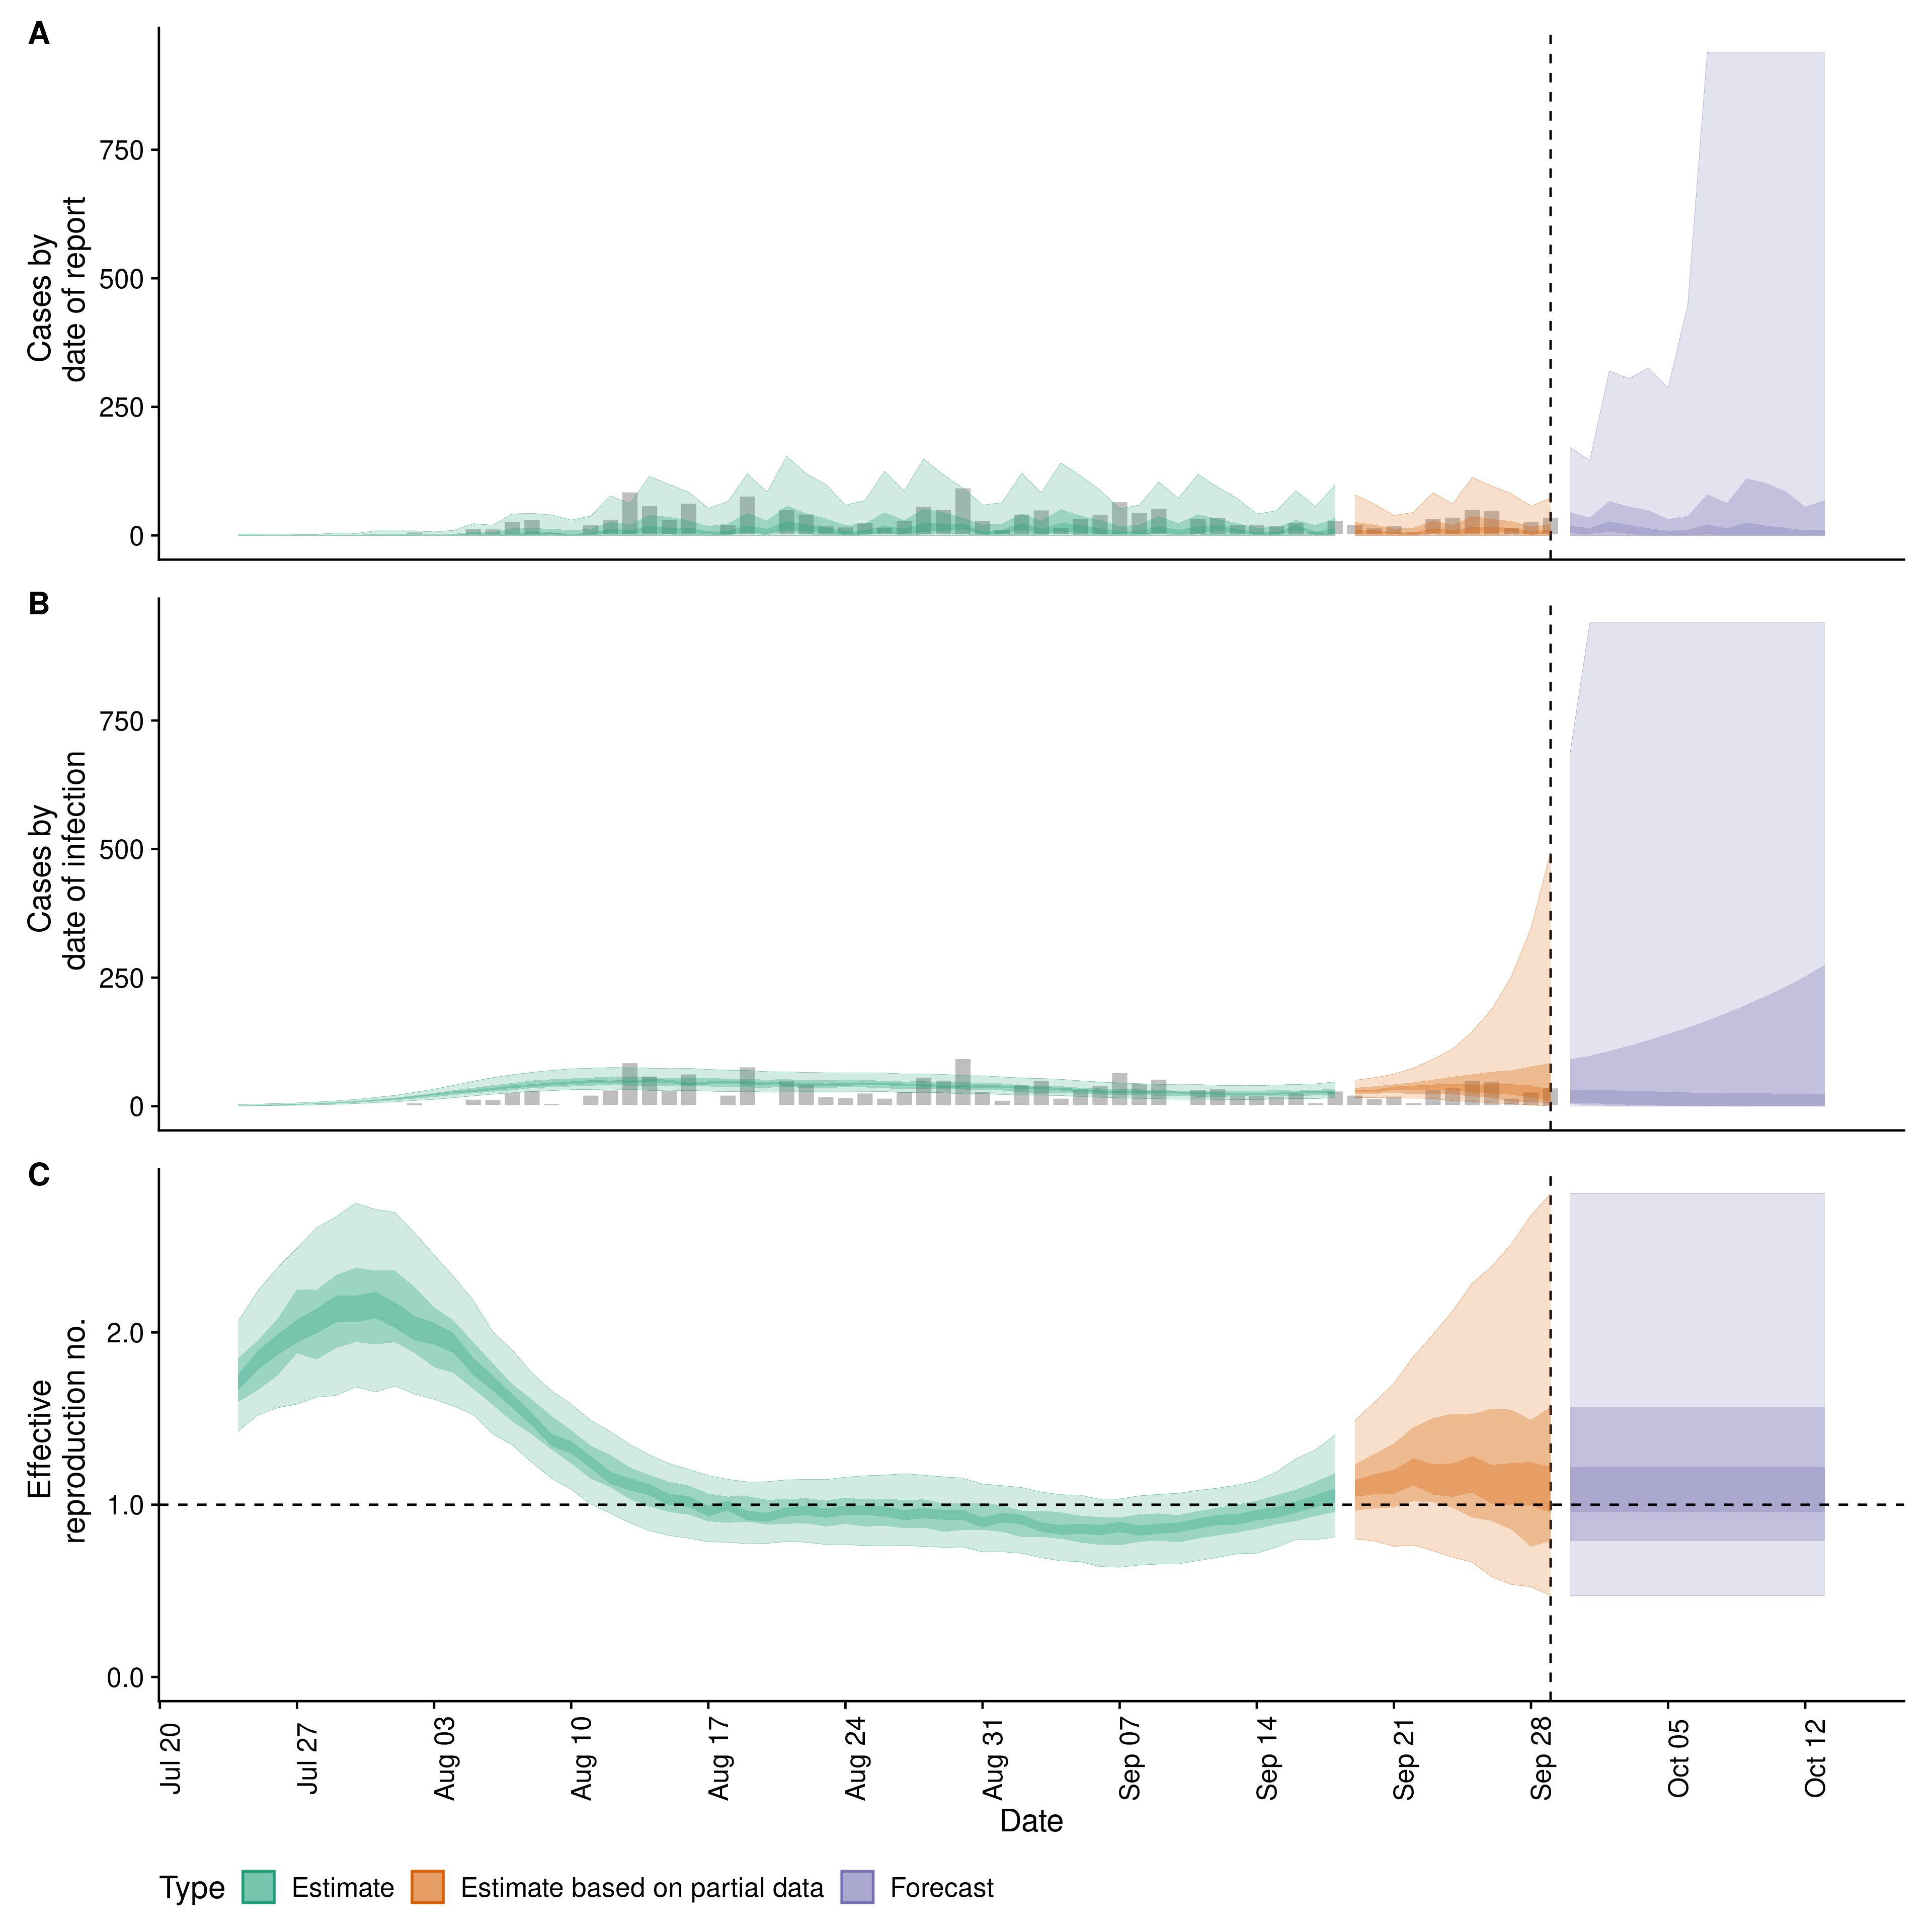 A
Cases by
date of report
750
500
250
0
B
Cases by
date of infection
750
500
250
0
C
Effective
reproduction no.
2.0
1.0
0.0
Jul 20
Jul 27
Aug 03
Aug 10
Aug 17
Aug 24
Aug 31
Sep 07
Sep 14
Sep 21
Sep 28
Oct 05
Oct 12
Date
Type Estimate Estimate based on partial data Forecast